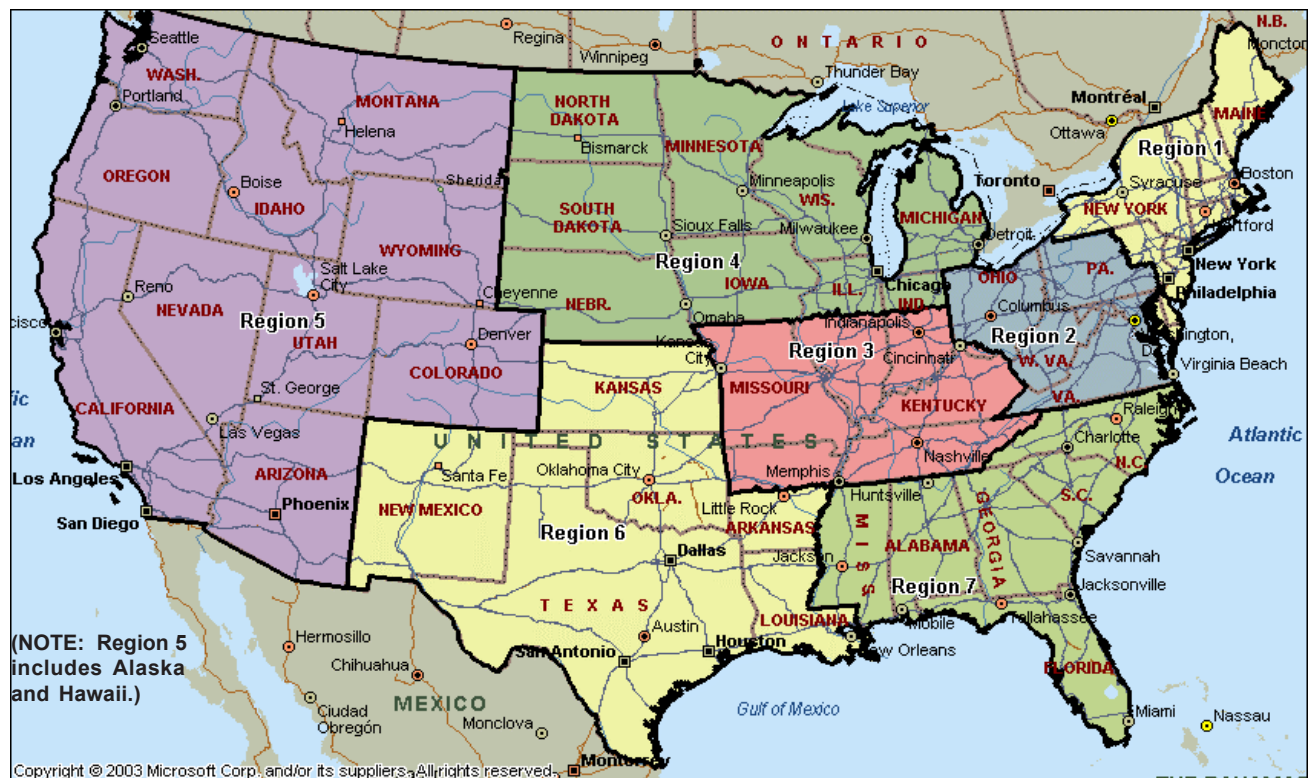 N.B.
Moncton
Seattle
Regina
Winnipeg
ONTARIO
Thunder Bay
WASH.
Portland
MONTANA
Helena
NORTH
DAKOTA
Bismarck
MINNESOTA
Lake Superior
Montréal
Ottawa
MAINE
Region 1
OREGON
Boise
IDAHO
Sherida
WYOMING
SOUTH
DAKOTA
Sioux Falls
Minneapolis
WIS.
Milwaukee
MICHIGAN
Detroit
Toronto
Syracuse
NEW YORK
Boston
New York
Philadelphia
Region 4
Reno
NEVADA
Salt Lake
City
Cheyenne
NEBR.
IOWA
Omaha
ILL.
Chicago
IND.
OHIO
PA.
Columbus
Region 2
Region 5
UTAH
Denver
COLORADO
Kansas
City
Indianapolis
Region 3
Cincinnati
W. VA.
VA.
Virginia Beach
St. George
CALIFORNIA
Las Vegas
KANSAS
MISSOURI
KENTUCKY
Raleigh
UNITED STATES
Charlotte
N.C.
Atlantic
Ocean
Los Angeles
ARIZONA
Phoenix
San Diego
Santa Fe
NEW MEXICO
Oklahoma City
OKLA.
Memphis
Nashville
Little Rock
ARKANSAS
Huntsville
S.C.
Region 6
Dallas
Jackson
MISS
ALABAMA
GEORGIA
Savannah
TEXAS
Region 7
Jacksonville
Austin
LOUISIANA
Mobile
Tallahassee
San Antonio
Houston
New Orleans
FLORIDA
(NOTE: Region 5
includes Alaska
and Hawaii.)
Hermosillo
Chihuahua
MEXICO
Ciudad
Obregón
Monclova
Gulf of Mexico
Miami
Nassau
Monterre
Copyright © 2003 Microsoft Corp. and/or its suppliers. All rights reserved.